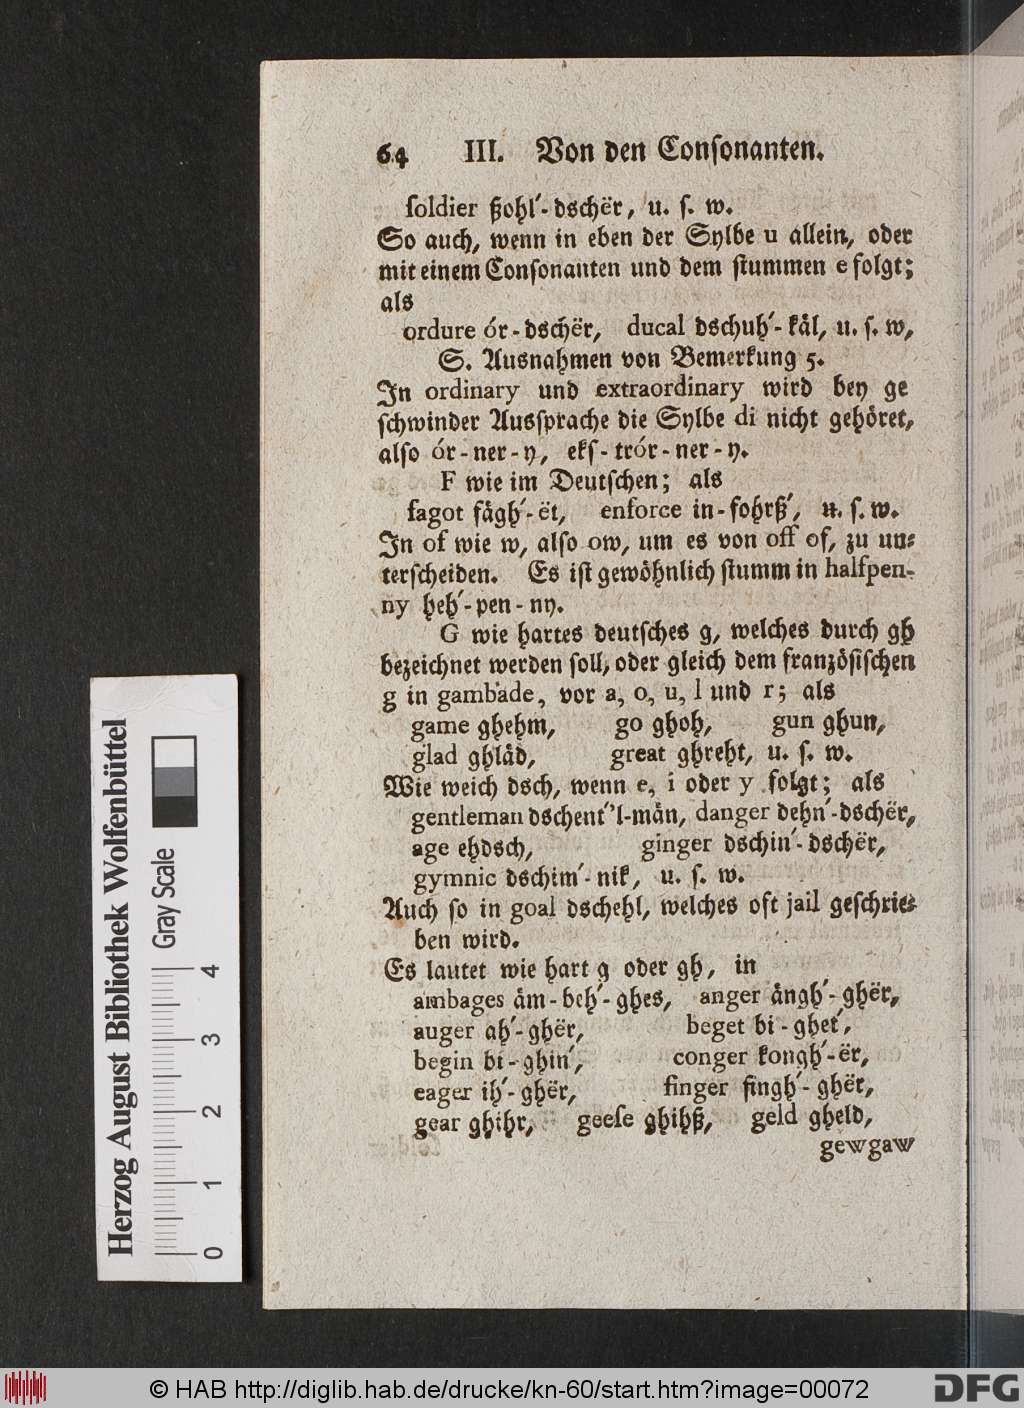 64 III. Von den Conſonanten.
ſoldier ßohl′-dſchër, u. ſ. w.
So auch, wenn in eben der Sylbe u allein, oder
mit einem Conſonanten und dem ſtummen e folgt;
als
ordure ór-dſchër, ducal dſchuh′-kål, u. ſ. w,
S. Ausnahmen von Bemerkung 5.
In ordinary und extraordinary wird bey ge
ſchwinder Ausſprache die Sylbe di nicht gehöret,
alſo ór-ner-y, ekſ-trór-ner-y.
F wie im Deutſchen; als
fagot fågh′-ët, enforce in-fohrß′, u. ſ. w.
In of wie w, alſo ow, um es von off of, zu un⸗
terſcheiden. Es iſt gewöhnlich ſtumm in halfpen-
ny heh′-pen-ny.
G wie hartes deutſches g, welches durch gh
bezeichnet werden ſoll, oder gleich dem franzöſiſchen
g in gambade, vor a, o, u, l und r; als
game ghehm, go ghoh, gun ghun,
glad ghlåd, great ghreht, u. ſ. w.
Wie weich dſch, wenn e, i oder y folgt; als
gentleman dſchent″l-mån, danger dehn′-dſchër,
age ehdſch, ginger dſchin′-dſchër,
gymnic dſchim′-nik, u. ſ. w.
Auch ſo in goal dſchehl, welches oft jail geſchrie⸗
ben wird.
Es lautet wie hart g oder gh, in
ambages åm-beh′-ghes, anger ångh′-ghër,
auger ah′-ghër, beget bi-ghet′,
begin bi-ghin′, conger kongh′-ër,
eager ih′-ghër, finger fingh′-ghër,
gear ghihr, geeſe ghihß, geld gheld,
gewgaw
Herzog August Bibliothek Wolfenbüttel
Gray Scale
0 1 2 3 4
© HAB http://diglib.hab.de/drucke/kn-60/start.htm?image=00072
DFG